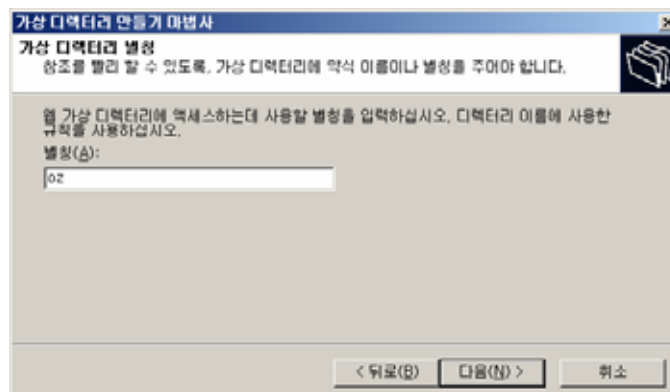 가상 디렉터리 만들기 마법사
가상 디렉터리 별칭
참조를 빨리 할 수 있도록, 가상 디렉터리에 약식 이름이나 별칭을 주어야 합니다.
웹 가상 디렉터리에 액세스하는데 사용할 별칭을 입력하십시오. 디렉터리 이름에 사용한
규칙을 사용하십시오.
별칭(A):
oz
< 뒤로(B) 다음(N) > 취소